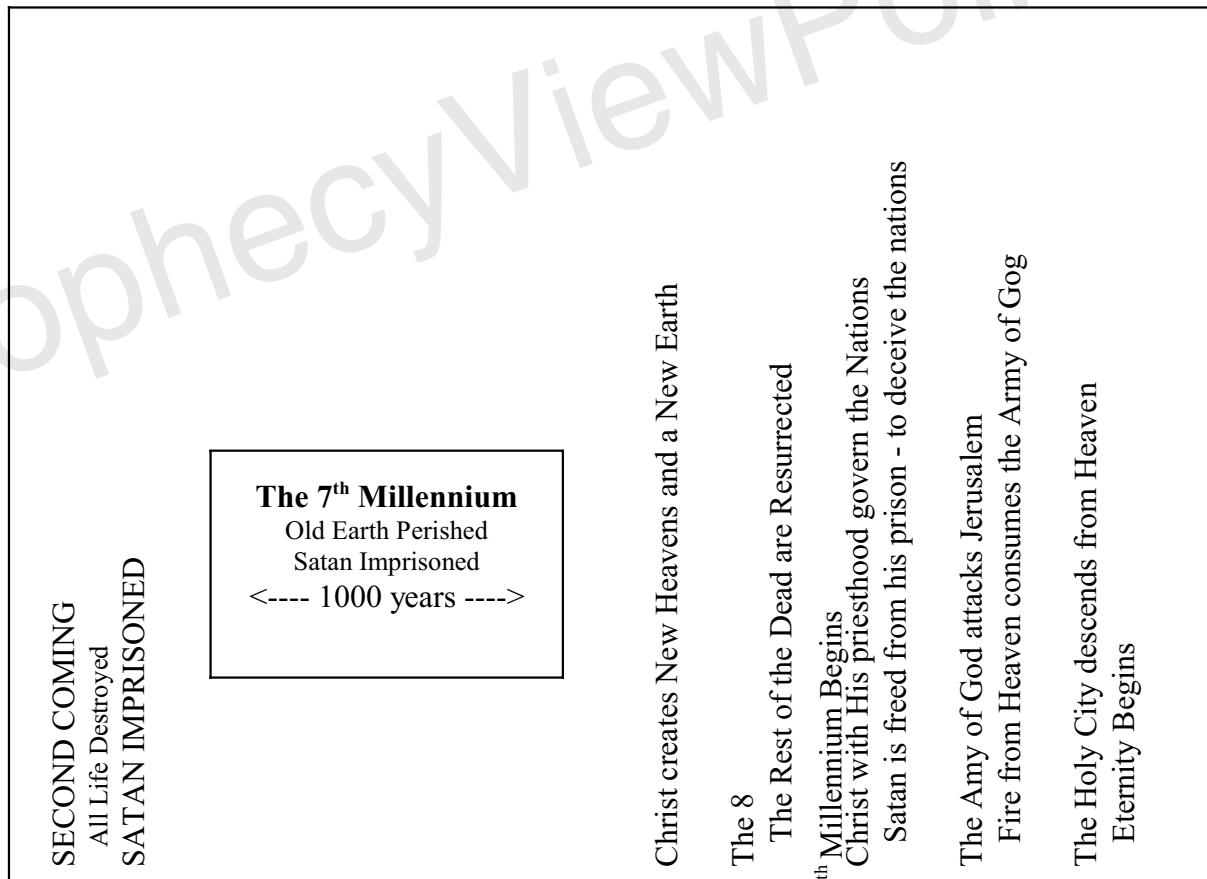 ophecyViewPoi
SECOND COMING
All Life Destroyed
SATAN IMPRISONED
The 7th Millennium
Old Earth Perished
Satan Imprisoned
<---- 1000 years ---->
Christ creates New Heavens and a New Earth
The 8
The Rest of the Dead are Resurrected
th Millennium Begins
Christ with His priesthood govern the Nations
Satan is freed from his prison - to deceive the nations
The Amy of God attacks Jerusalem
Fire from Heaven consumes the Army of Gog
The Holy City descends from Heaven
Eternity Begins